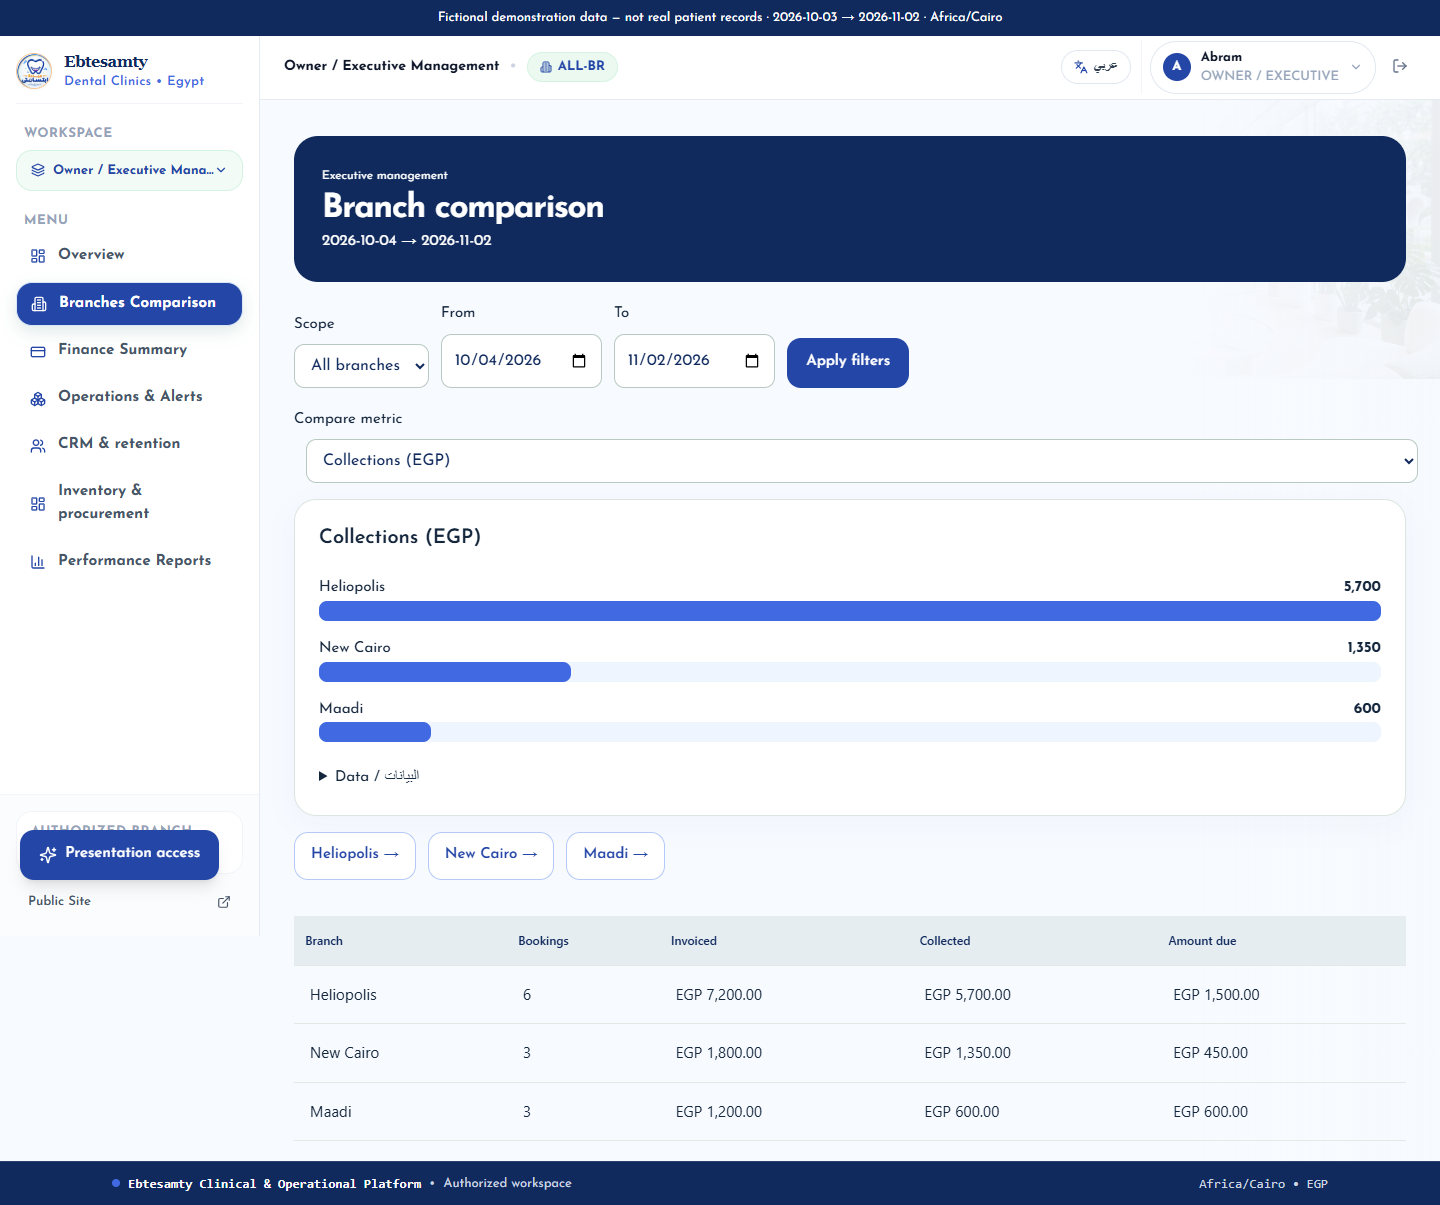 Fictional demonstration data – not real patient records · 2026-10-03 → 2026-11-02 · Africa/Cairo
Ebtesamty
Dental Clinics • Egypt
Owner / Executive Management • ALL-BR
عربي
A
Abram
OWNER / EXECUTIVE
WORKSPACE
Owner / Executive Mana...
MENU
Overview
Branches Comparison
Finance Summary
Operations & Alerts
CRM & retention
Inventory &
procurement
Performance Reports
AUTHORIZED BRANCH
Presentation access
Public Site
Executive management
Branch comparison
2026-10-04 → 2026-11-02
Scope
From
To
All branches
10/04/2026
11/02/2026
Apply filters
Compare metric
Collections (EGP)
Collections (EGP)
Heliopolis 5,700
New Cairo 1,350
Maadi 600
Data / البيانات
Heliopolis →
New Cairo →
Maadi →
Branch Bookings Invoiced Collected Amount due
Heliopolis 6 EGP 7,200.00 EGP 5,700.00 EGP 1,500.00
New Cairo 3 EGP 1,800.00 EGP 1,350.00 EGP 450.00
Maadi 3 EGP 1,200.00 EGP 600.00 EGP 600.00
Ebtesamty Clinical & Operational Platform • Authorized workspace
Africa/Cairo • EGP